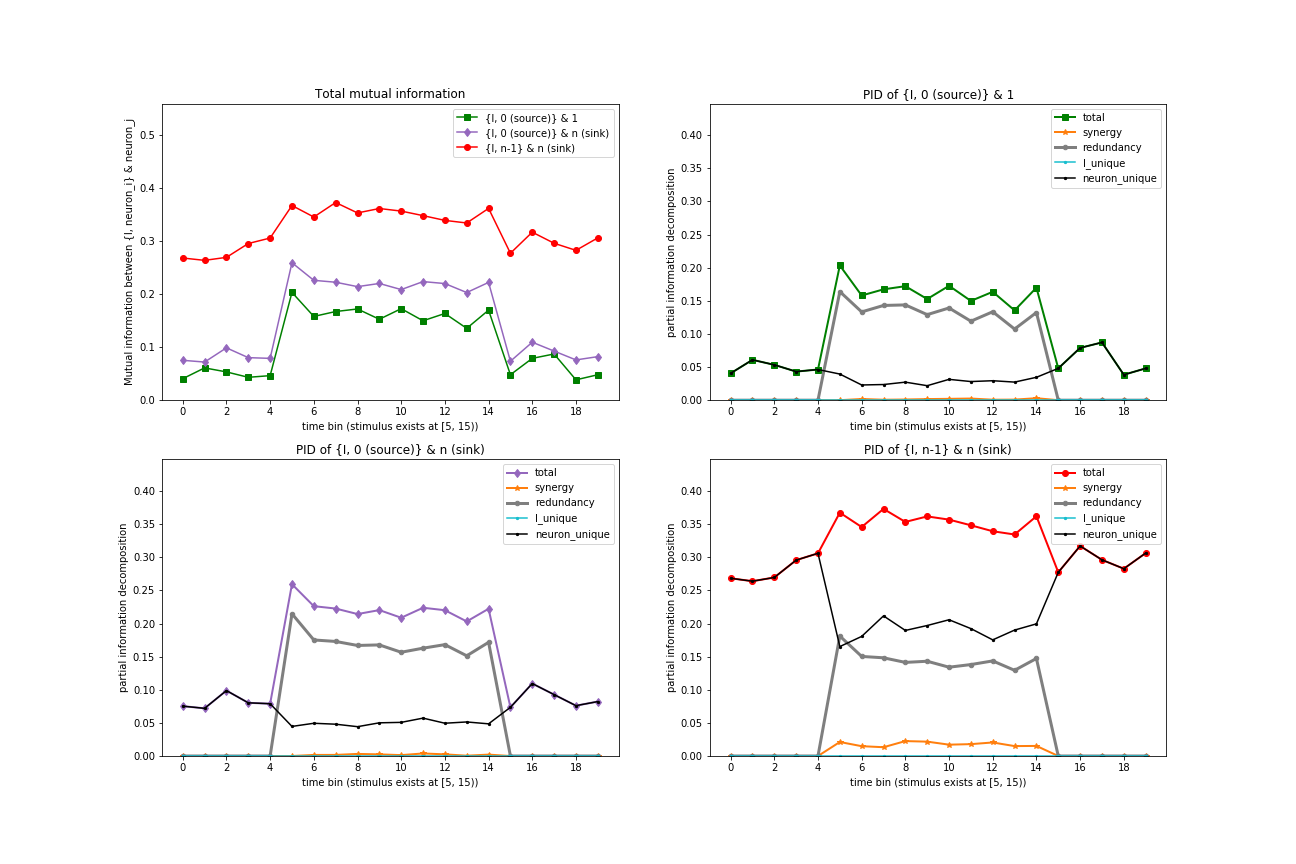 Total mutual information
Mutual information between {I, neuron_i} & neuron_j
0.5
0.4
0.3
0.2
0.1
0.0
{I, 0 (source)} & 1
{I, 0 (source)} & n (sink)
{I, n-1} & n (sink)
0 2 4 6 8 10 12 14 16 18
time bin (stimulus exists at [5, 15))
PID of {I, 0 (source)} & 1
partial information decomposition
0.40
0.35
0.30
0.25
0.20
0.15
0.10
0.05
0.00
total
synergy
redundancy
I_unique
neuron_unique
0 2 4 6 8 10 12 14 16 18
time bin (stimulus exists at [5, 15))
PID of {I, 0 (source)} & n (sink)
partial information decomposition
0.40
0.35
0.30
0.25
0.20
0.15
0.10
0.05
0.00
total
synergy
redundancy
I_unique
neuron_unique
0 2 4 6 8 10 12 14 16 18
time bin (stimulus exists at [5, 15))
PID of {I, n-1} & n (sink)
partial information decomposition
0.40
0.35
0.30
0.25
0.20
0.15
0.10
0.05
0.00
total
synergy
redundancy
I_unique
neuron_unique
0 2 4 6 8 10 12 14 16 18
time bin (stimulus exists at [5, 15))